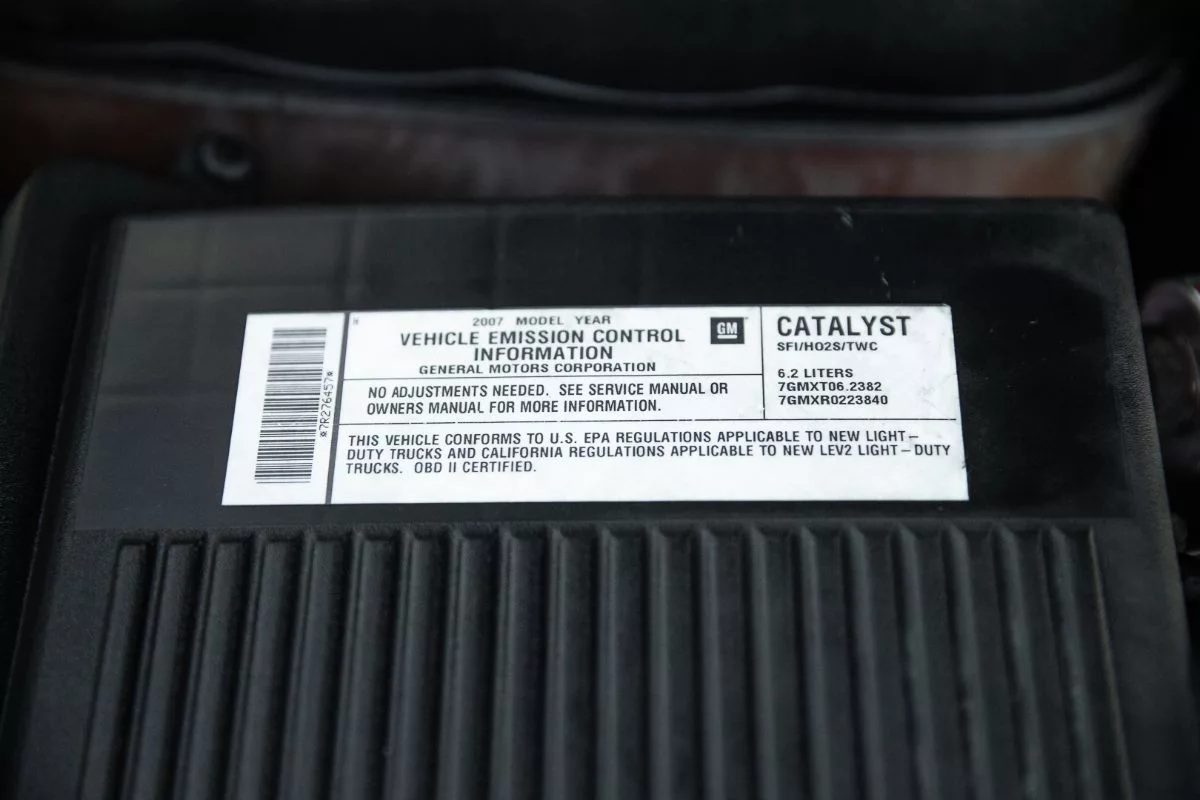 *7R276457*
2007 MODEL YEAR
VEHICLE EMISSION CONTROL
INFORMATION
GENERAL MOTORS CORPORATION
GM
NO ADJUSTMENTS NEEDED. SEE SERVICE MANUAL OR
OWNERS MANUAL FOR MORE INFORMATION.
CATALYST
SFI/HO2S/TWC
6.2 LITERS
7GMXT06.2382
7GMXR0223840
THIS VEHICLE CONFORMS TO U.S. EPA REGULATIONS APPLICABLE TO NEW LIGHT-
DUTY TRUCKS AND CALIFORNIA REGULATIONS APPLICABLE TO NEW LEV2 LIGHT-DUTY
TRUCKS. OBD II CERTIFIED.